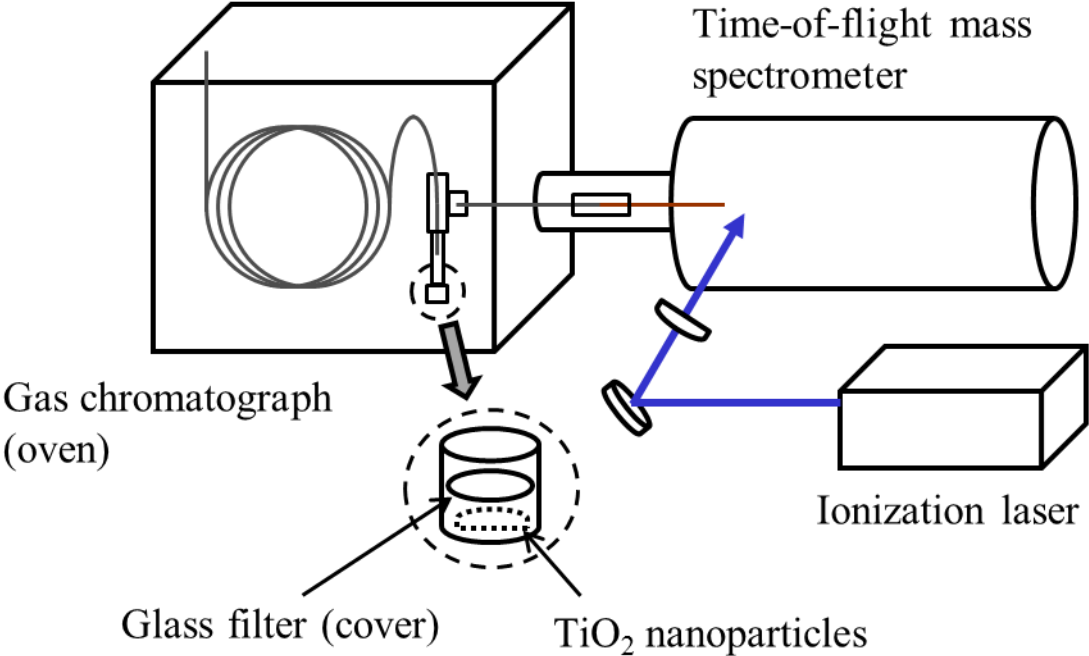 Time-of-flight mass
spectrometer
Gas chromatograph
(oven)
Ionization laser
Glass filter (cover)
TiO₂ nanoparticles